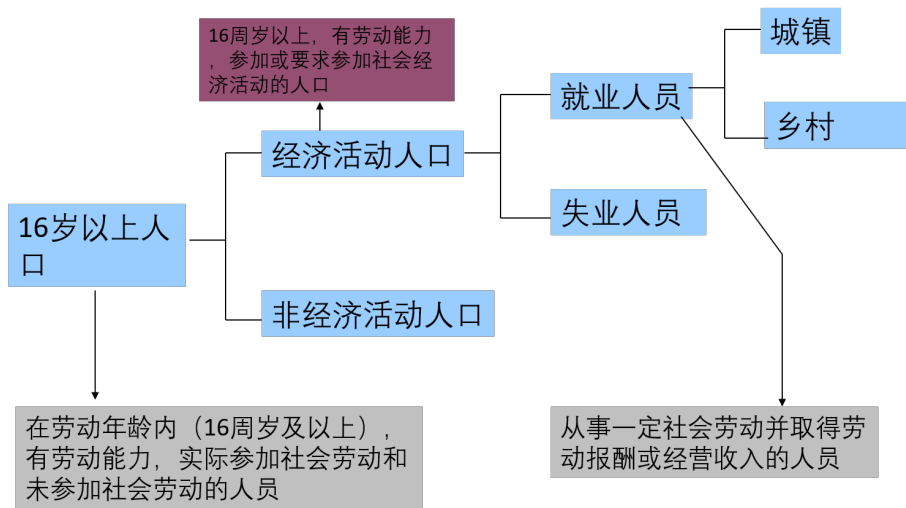 16周岁以上，有劳动能力
，参加或要求参加社会经
济活动的人口
城镇
就业人员
乡村
经济活动人口
16岁以上人
口
失业人员
非经济活动人口
在劳动年龄内（16周岁及以上），
有劳动能力，实际参加社会劳动和
未参加社会劳动的人员
从事一定社会劳动并取得劳
动报酬或经营收入的人员